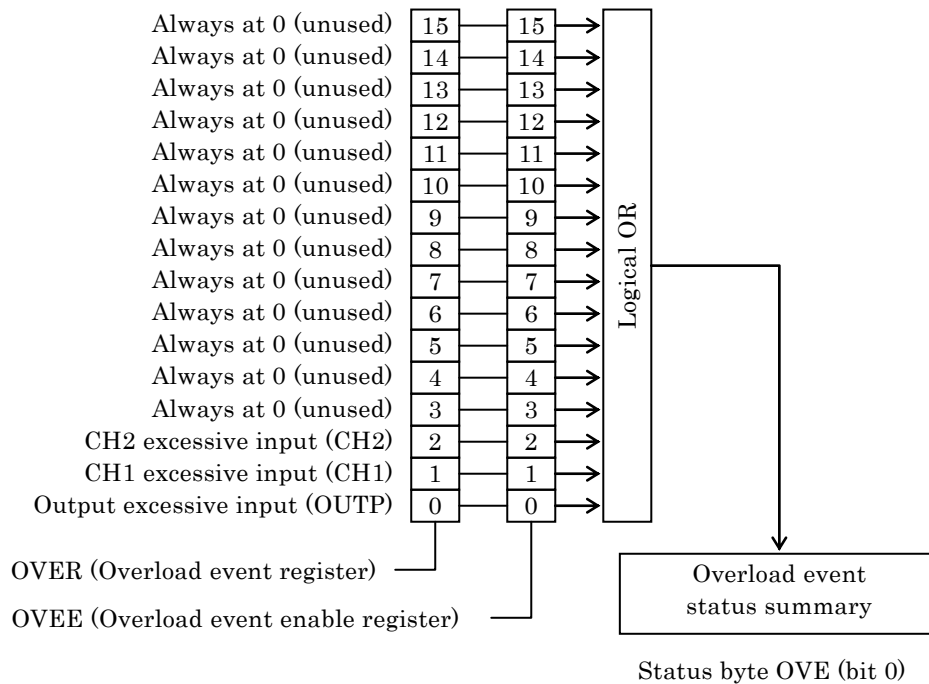 Always at 0 (unused) 15 15
Always at 0 (unused) 14 14
Always at 0 (unused) 13 13
Always at 0 (unused) 12 12
Always at 0 (unused) 11 11
Always at 0 (unused) 10 10
Always at 0 (unused) 9 9
Always at 0 (unused) 8 8
Always at 0 (unused) 7 7
Always at 0 (unused) 6 6
Always at 0 (unused) 5 5
Always at 0 (unused) 4 4
Always at 0 (unused) 3 3
CH2 excessive input (CH2) 2 2
CH1 excessive input (CH1) 1 1
Output excessive input (OUTP) 0 0
Logical OR
OVER (Overload event register)
OVEE (Overload event enable register)
Overload event
status summary
Status byte OVE (bit 0)